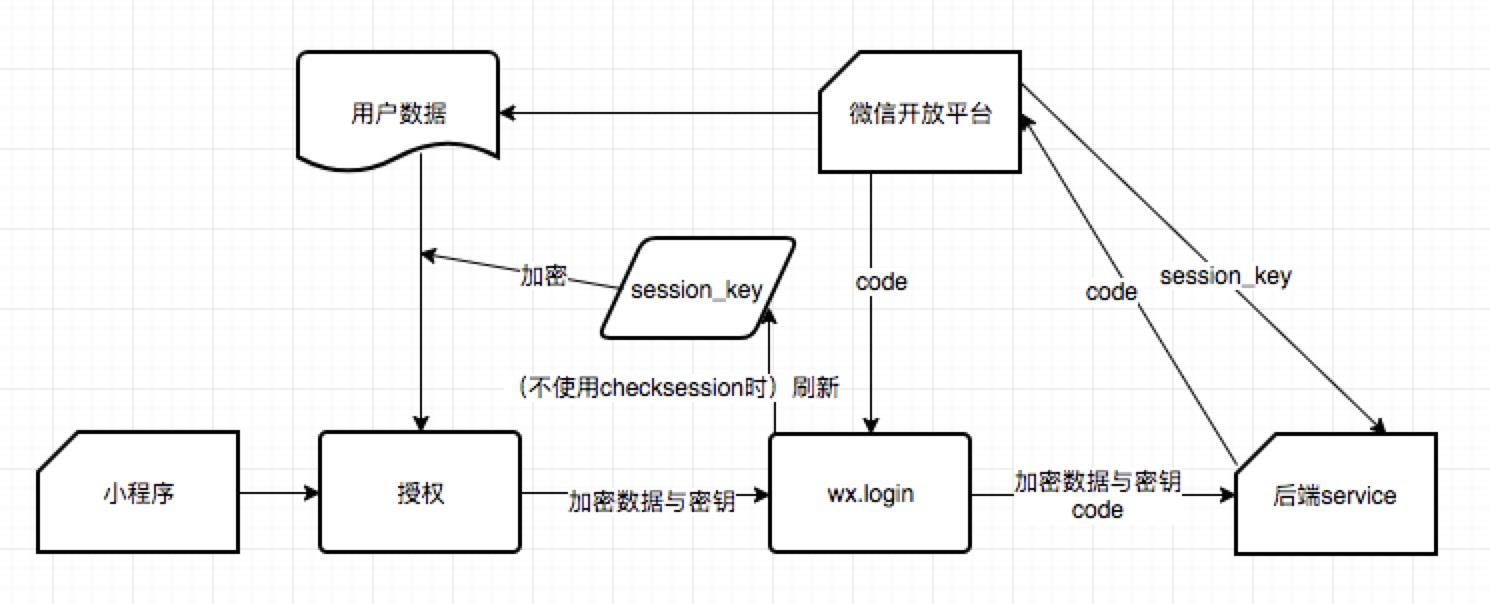 用户数据
微信开放平台
加密
session_key
code
code
session_key
（不使用checksession时）刷新
小程序
授权
加密数据与密钥
wx.login
加密数据与密钥
code
后端service